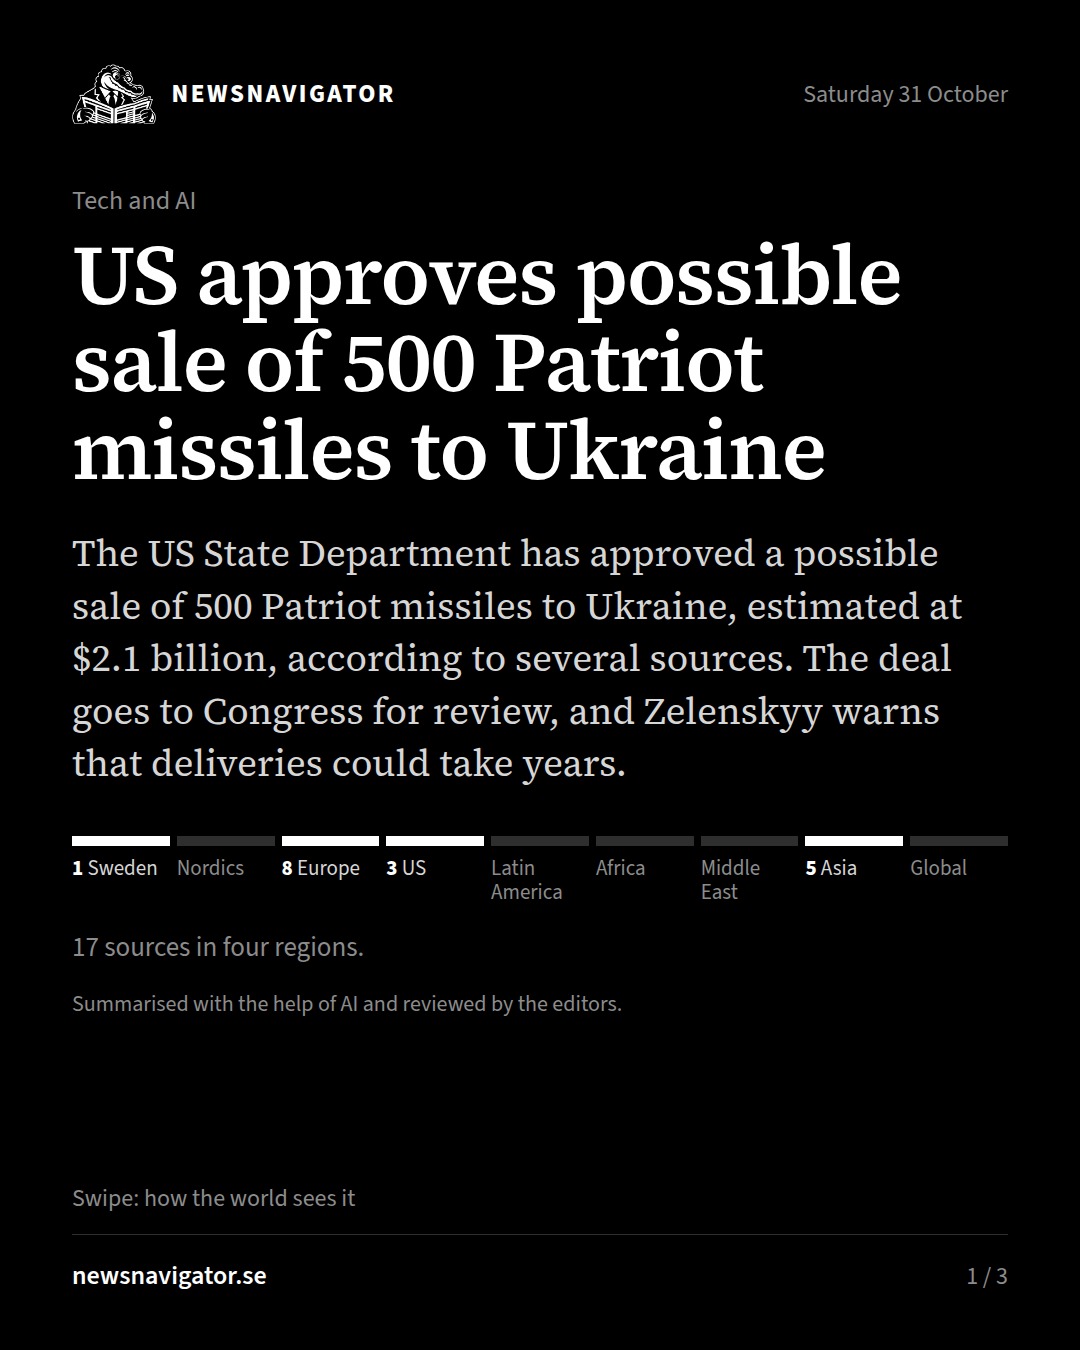 NEWSNAVIGATOR
Saturday 31 October
Tech and AI
US approves possible
sale of 500 Patriot
missiles to Ukraine
The US State Department has approved a possible
sale of 500 Patriot missiles to Ukraine, estimated at
$2.1 billion, according to several sources. The deal
goes to Congress for review, and Zelenskyy warns
that deliveries could take years.
1 Sweden
Nordics
8 Europe
3 US
Latin
America
Africa
Middle
East
5 Asia
Global
17 sources in four regions.
Summarised with the help of AI and reviewed by the editors.
Swipe: how the world sees it
newsnavigator.se
1 / 3